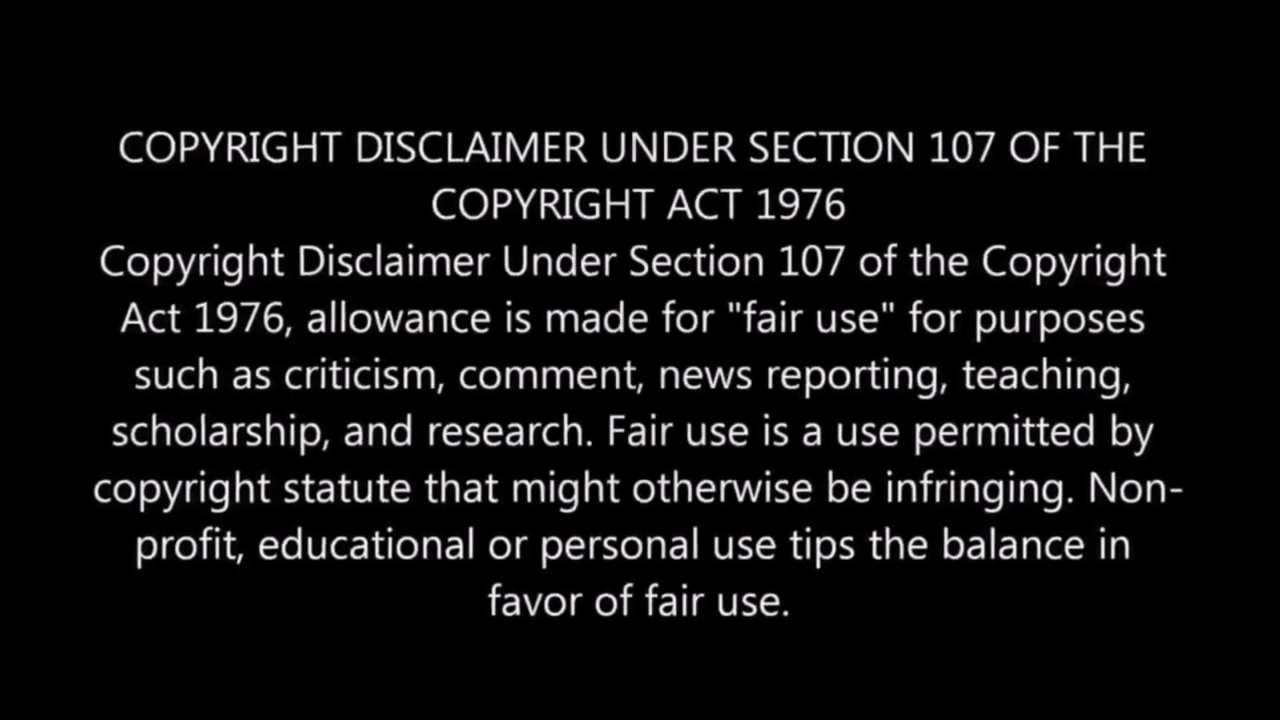 COPYRIGHT DISCLAIMER UNDER SECTION 107 OF THE
COPYRIGHT ACT 1976
Copyright Disclaimer Under Section 107 of the Copyright
Act 1976, allowance is made for "fair use" for purposes
such as criticism, comment, news reporting, teaching,
scholarship, and research. Fair use is a use permitted by
copyright statute that might otherwise be infringing. Non-
profit, educational or personal use tips the balance in
favor of fair use.